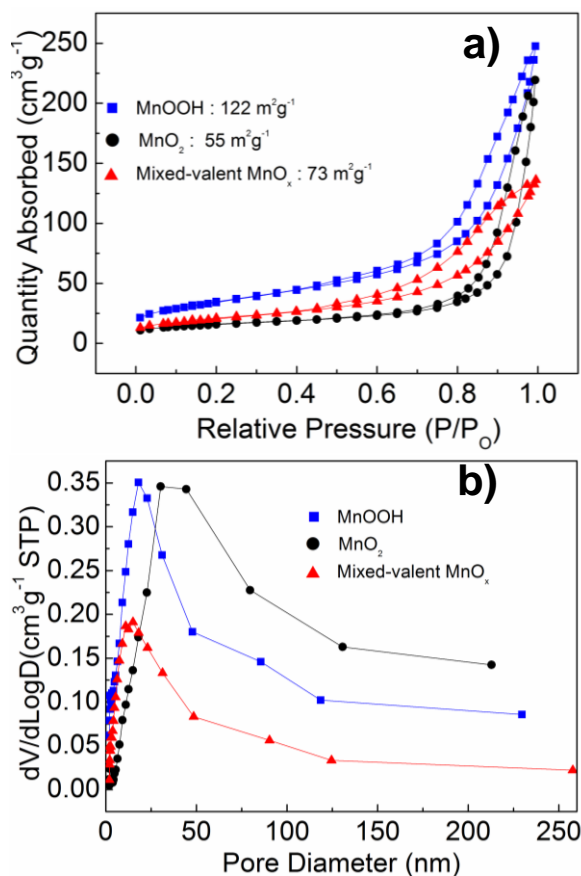 a)
250
200
150
100
50
0
Quantity Absorbed (cm³g⁻¹)
MnOOH : 122 m²g⁻¹
MnO₂ : 55 m²g⁻¹
Mixed-valent MnOₓ : 73 m²g⁻¹
0.0 0.2 0.4 0.6 0.8 1.0
Relative Pressure (P/P₀)
b)
0.35
0.30
0.25
0.20
0.15
0.10
0.05
0.00
dV/dLogD(cm³g⁻¹ STP)
MnOOH
MnO₂
Mixed-valent MnOₓ
0 50 100 150 200 250
Pore Diameter (nm)